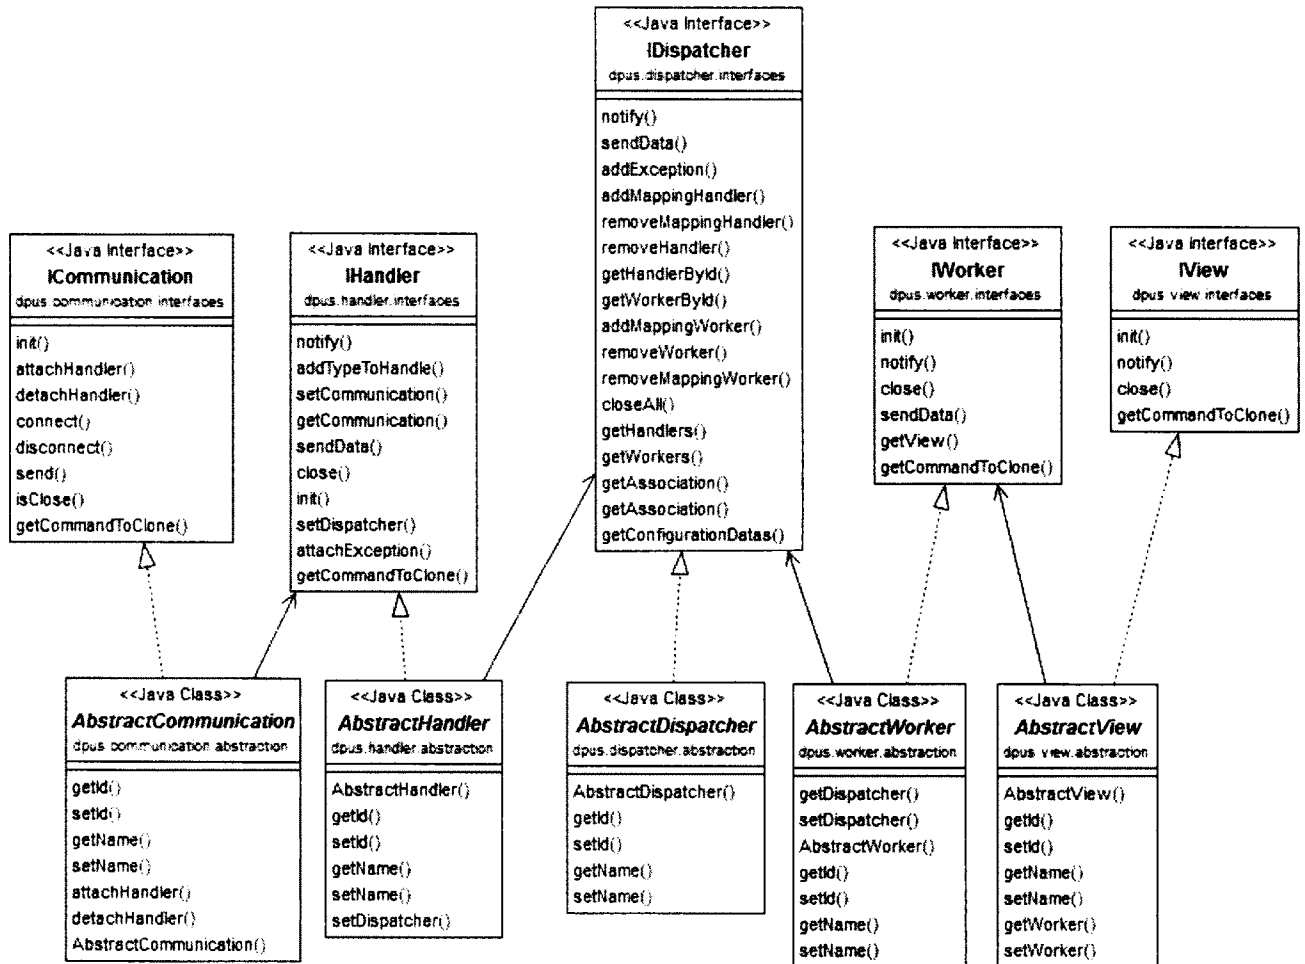 <<Java Interface>>
IDispatcher
dpus.dispatcher.interfaces
notify()
sendData()
addException()
addMappingHandler()
removeMappingHandler()
removeHandler()
getHandlerById()
getWorkerById()
addMappingWorker()
removeWorker()
removeMappingWorker()
closeAll()
getHandlers()
getWorkers()
getAssociation()
getAssociation()
getConfigurationDatas()
<<Java Interface>>
ICommunication
dpus.communication.interfaces
init()
attachHandler()
detachHandler()
connect()
disconnect()
send()
isClose()
getCommandToClone()
<<Java Interface>>
IHandler
dpus.handler.interfaces
notify()
addTypeToHandle()
setCommunication()
getCommunication()
sendData()
close()
init()
setDispatcher()
attachException()
getCommandToClone()
<<Java Interface>>
IWorker
dpus.worker.interfaces
init()
notify()
close()
sendData()
getView()
getCommandToClone()
<<Java Interface>>
IView
dpus.view.interfaces
init()
notify()
close()
getCommandToClone()
<<Java Class>>
AbstractCommunication
dpus.communication.abstraction
getId()
setId()
getName()
setName()
attachHandler()
detachHandler()
AbstractCommunication()
<<Java Class>>
AbstractHandler
dpus.handler.abstraction
AbstractHandler()
getId()
setId()
getName()
setName()
setDispatcher()
<<Java Class>>
AbstractDispatcher
dpus.dispatcher.abstraction
AbstractDispatcher()
getId()
setId()
getName()
setName()
<<Java Class>>
AbstractWorker
dpus.worker.abstraction
getDispatcher()
setDispatcher()
AbstractWorker()
getId()
setId()
getName()
setName()
<<Java Class>>
AbstractView
dpus.view.abstraction
AbstractView()
getId()
setId()
getName()
setName()
getWorker()
setWorker()